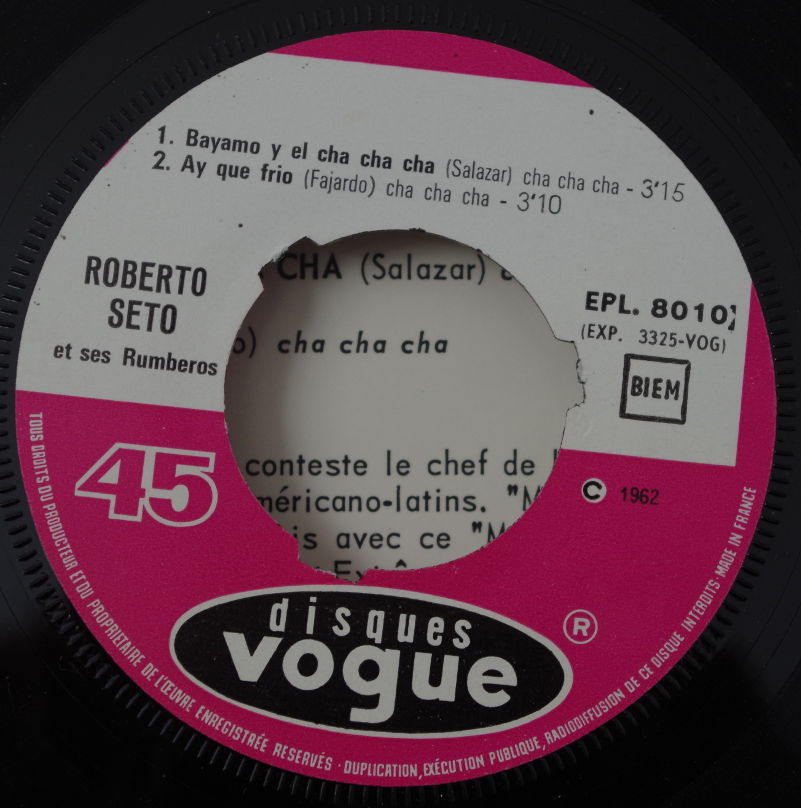 1. Bayamo y el cha cha cha (Salazar) cha cha cha - 3'15
2. Ay que frio (Fajardo) cha cha cha - 3'10
ROBERTO
SETO
et ses Rumberos
EPL. 8010
(EXP. 3325-VOG)
BIEM
CHA (Salazar)
cha cha cha
conteste le chef de
méricano-latins. "M
is avec ce "M
45
C 1962
disques
vogue
®
TOUS DROITS DU PRODUCTEUR ET DU PROPRIETAIRE DE L'ŒUVRE ENREGISTRÉE RESERVÉS · DUPLICATION, EXÉCUTION PUBLIQUE, RADIODIFFUSION DE CE DISQUE INTERDITS · MADE IN FRANCE